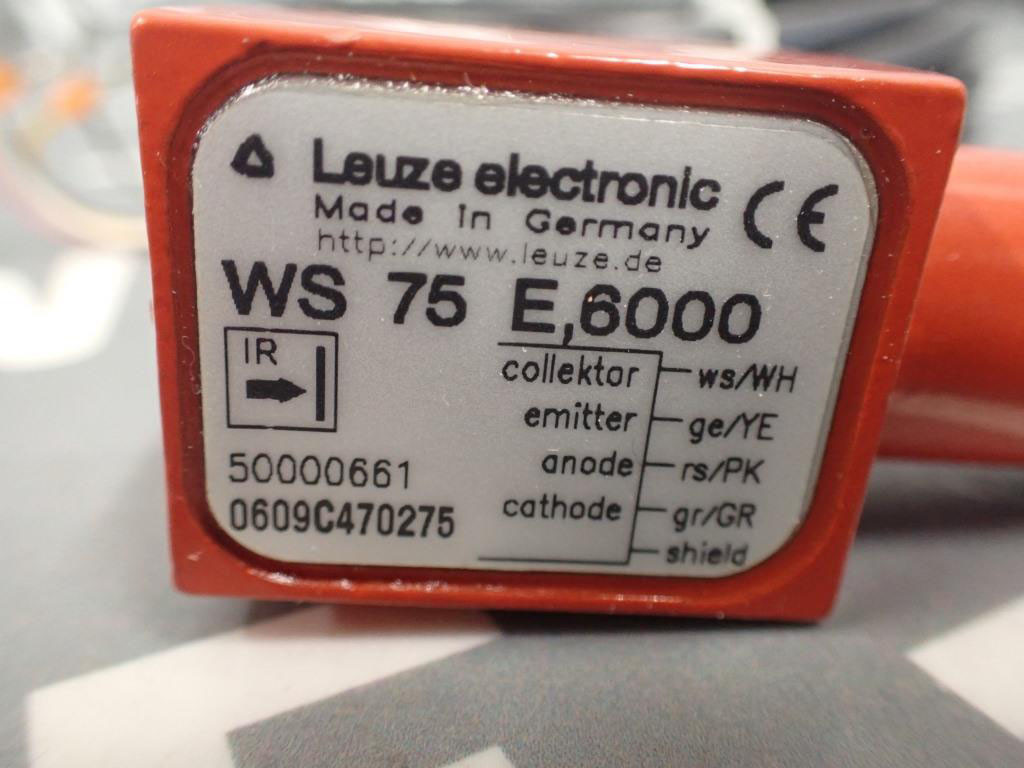 Leuze electronic
Made in Germany
http://www.leuze.de
CE
WS 75 E,6000
IR
collektor ws/WH
emitter ge/YE
anode rs/PK
cathode gr/GR
shield
50000661
0609C470275